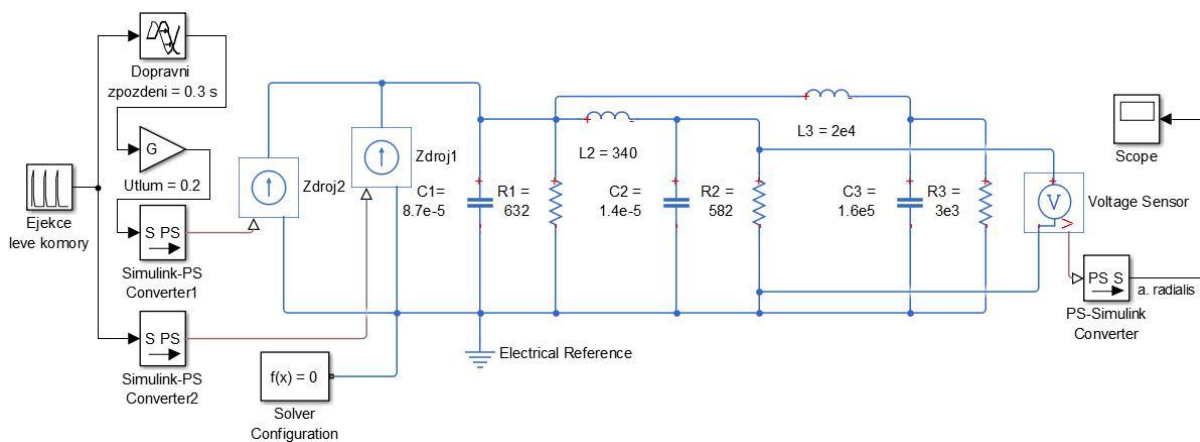 Dopravni
zpozdeni = 0.3 s
G
Utlum = 0.2
Ejekce
leve komory
S PS
Simulink-PS
Converter1
S PS
Simulink-PS
Converter2
Zdroj2
Zdroj1
f(x) = 0
Solver
Configuration
C1=
8.7e-5
R1 =
632
Electrical Reference
L2 = 340
C2 =
1.4e-5
R2 =
582
L3 = 2e4
C3 =
1.6e5
R3 =
3e3
V
Voltage Sensor
Scope
PS S
a. radialis
PS-Simulink
Converter